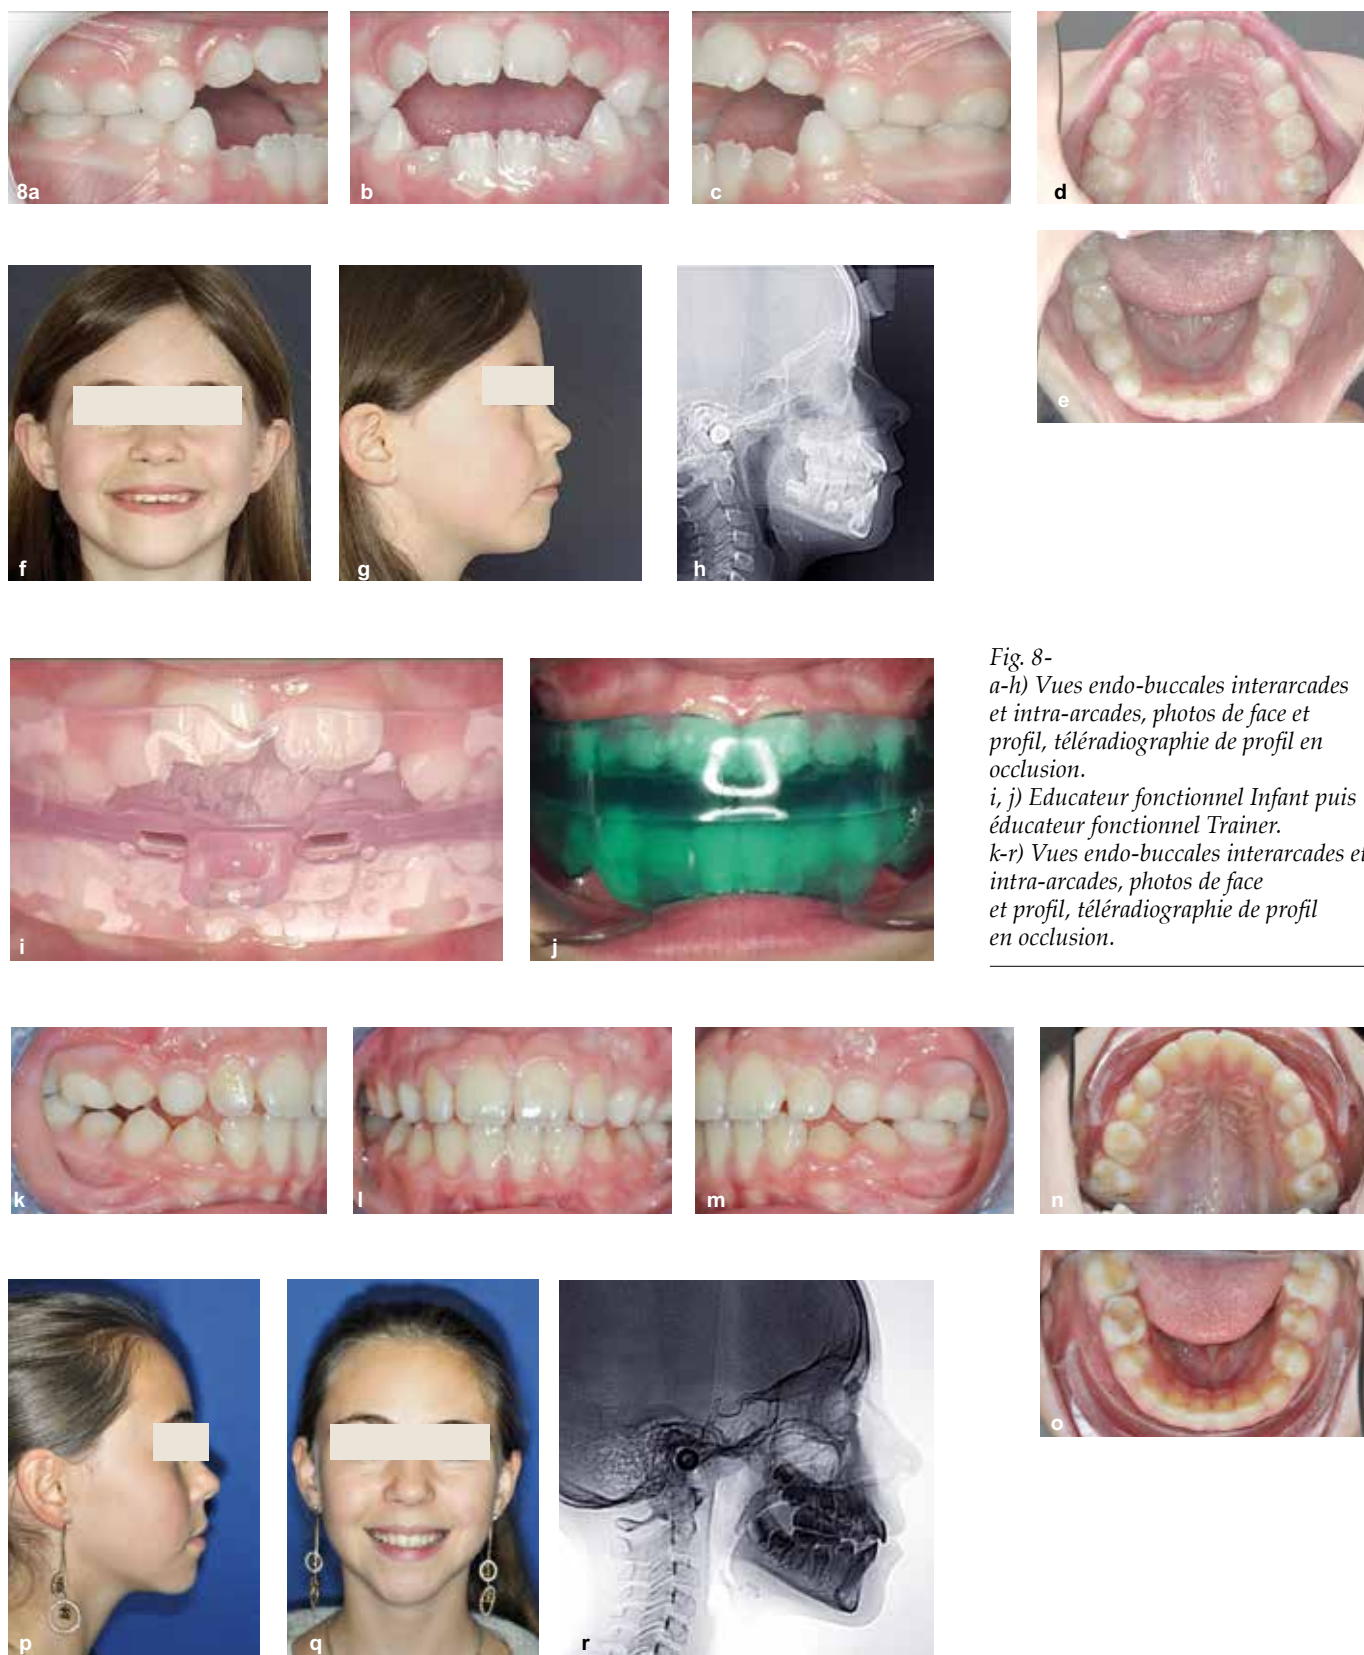 8a
b
c
d
e
f
g
h
Fig. 8-
a-h) Vues endo-buccales interarcades
et intra-arcades, photos de face et
profil, téléradiographie de profil en
occlusion.
i, j) Educateur fonctionnel Infant puis
éducateur fonctionnel Trainer.
k-r) Vues endo-buccales interarcades et
intra-arcades, photos de face
et profil, téléradiographie de profil
en occlusion.
i
j
k
l
m
n
o
p
q
r